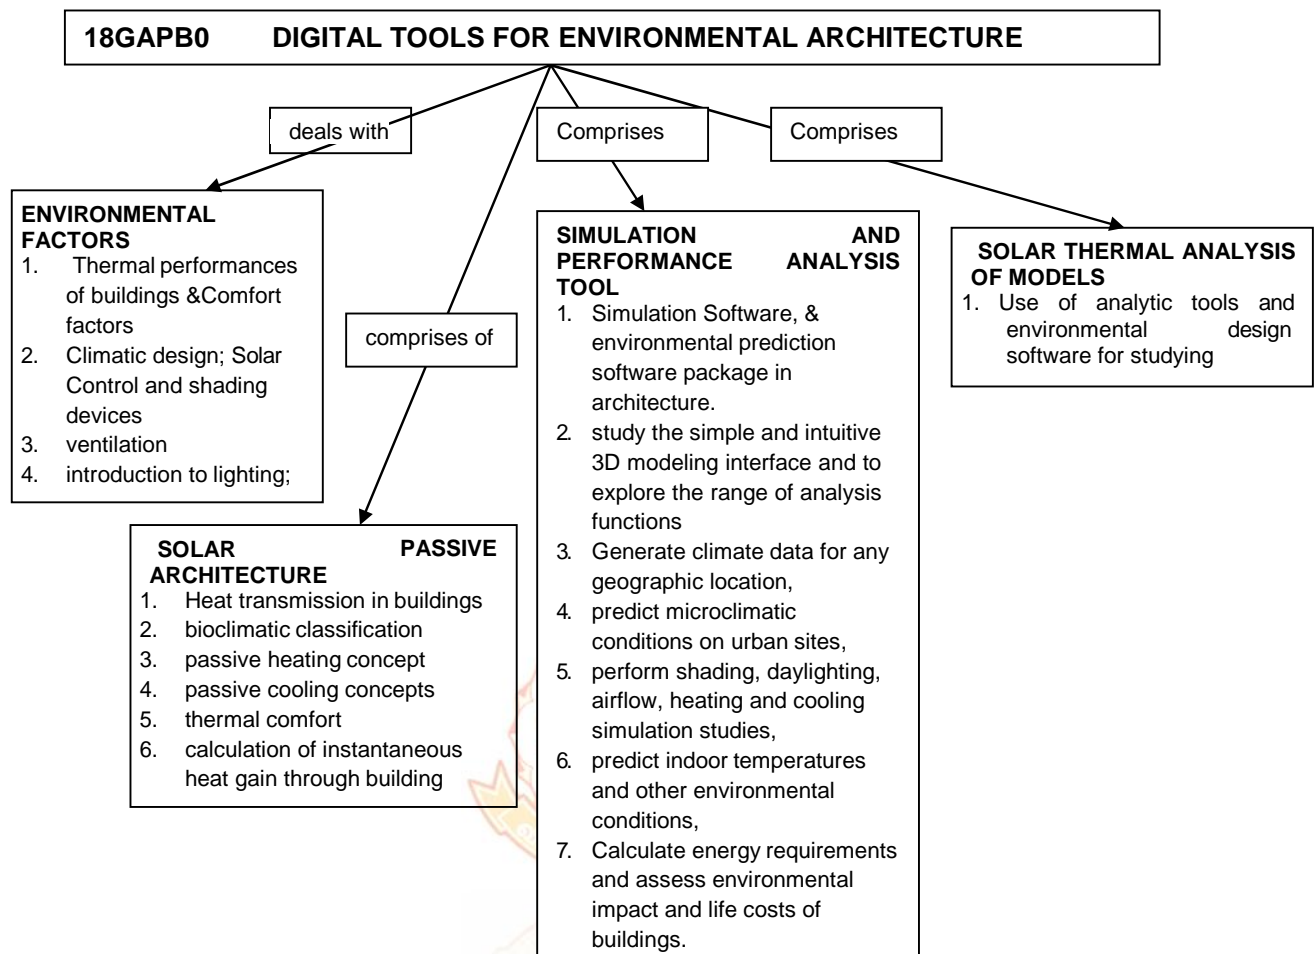 18GAPB0 DIGITAL TOOLS FOR ENVIRONMENTAL ARCHITECTURE
deals with
Comprises
Comprises
ENVIRONMENTAL
FACTORS
1. Thermal performances
of buildings &Comfort
factors
2. Climatic design; Solar
Control and shading
devices
3. ventilation
4. introduction to lighting;
comprises of
SOLAR PASSIVE
ARCHITECTURE
1. Heat transmission in buildings
2. bioclimatic classification
3. passive heating concept
4. passive cooling concepts
5. thermal comfort
6. calculation of instantaneous
heat gain through building
SIMULATION AND
PERFORMANCE ANALYSIS
TOOL
1. Simulation Software, &
environmental prediction
software package in
architecture.
2. study the simple and intuitive
3D modeling interface and to
explore the range of analysis
functions
3. Generate climate data for any
geographic location,
4. predict microclimatic
conditions on urban sites,
5. perform shading, daylighting,
airflow, heating and cooling
simulation studies,
6. predict indoor temperatures
and other environmental
conditions,
7. Calculate energy requirements
and assess environmental
impact and life costs of
buildings.
SOLAR THERMAL ANALYSIS
OF MODELS
1. Use of analytic tools and
environmental design
software for studying